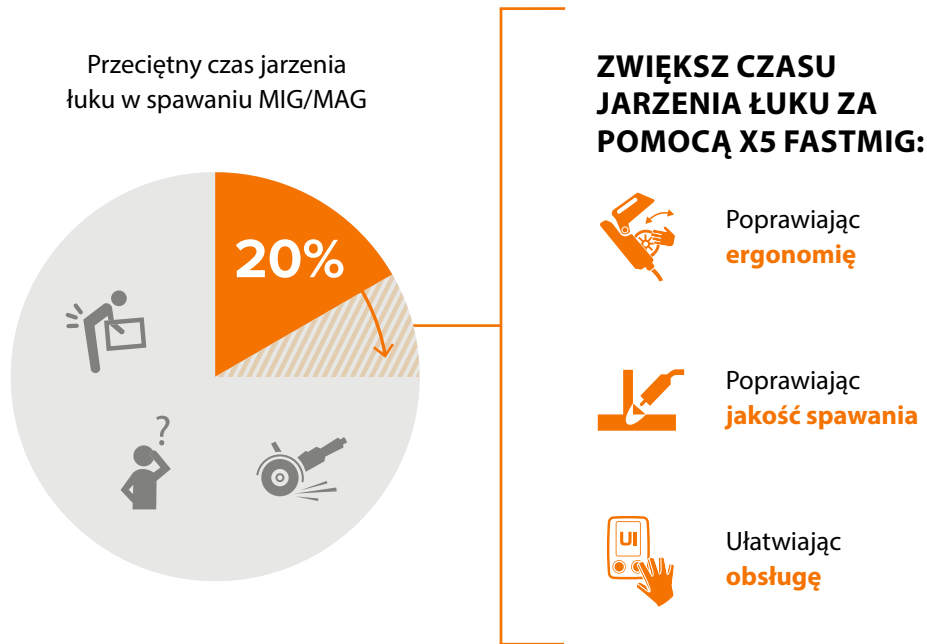 Przeciętny czas jarzenia
łuku w spawaniu MIG/MAG
20%
?
ZWIĘKSZ CZASU
JARZENIA ŁUKU ZA
POMOCĄ X5 FASTMIG:
Poprawiając
ergonomię
Poprawiając
jakość spawania
UI
Ułatwiając
obsługę